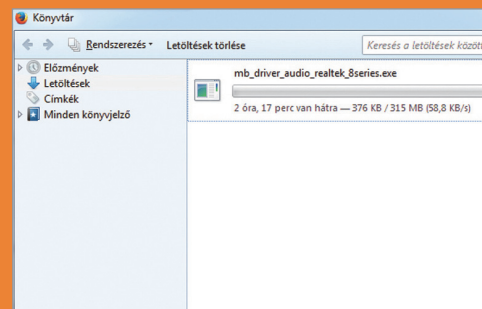 Könyvtár
Rendszerezés Letöltések törlése Keresés a letöltések között
Előzmények
Letöltések
Címkék
Minden könyvjelző
mb_driver_audio_realtek_8series.exe
2 óra, 17 perc van hátra — 376 KB / 315 MB (58,8 KB/s)